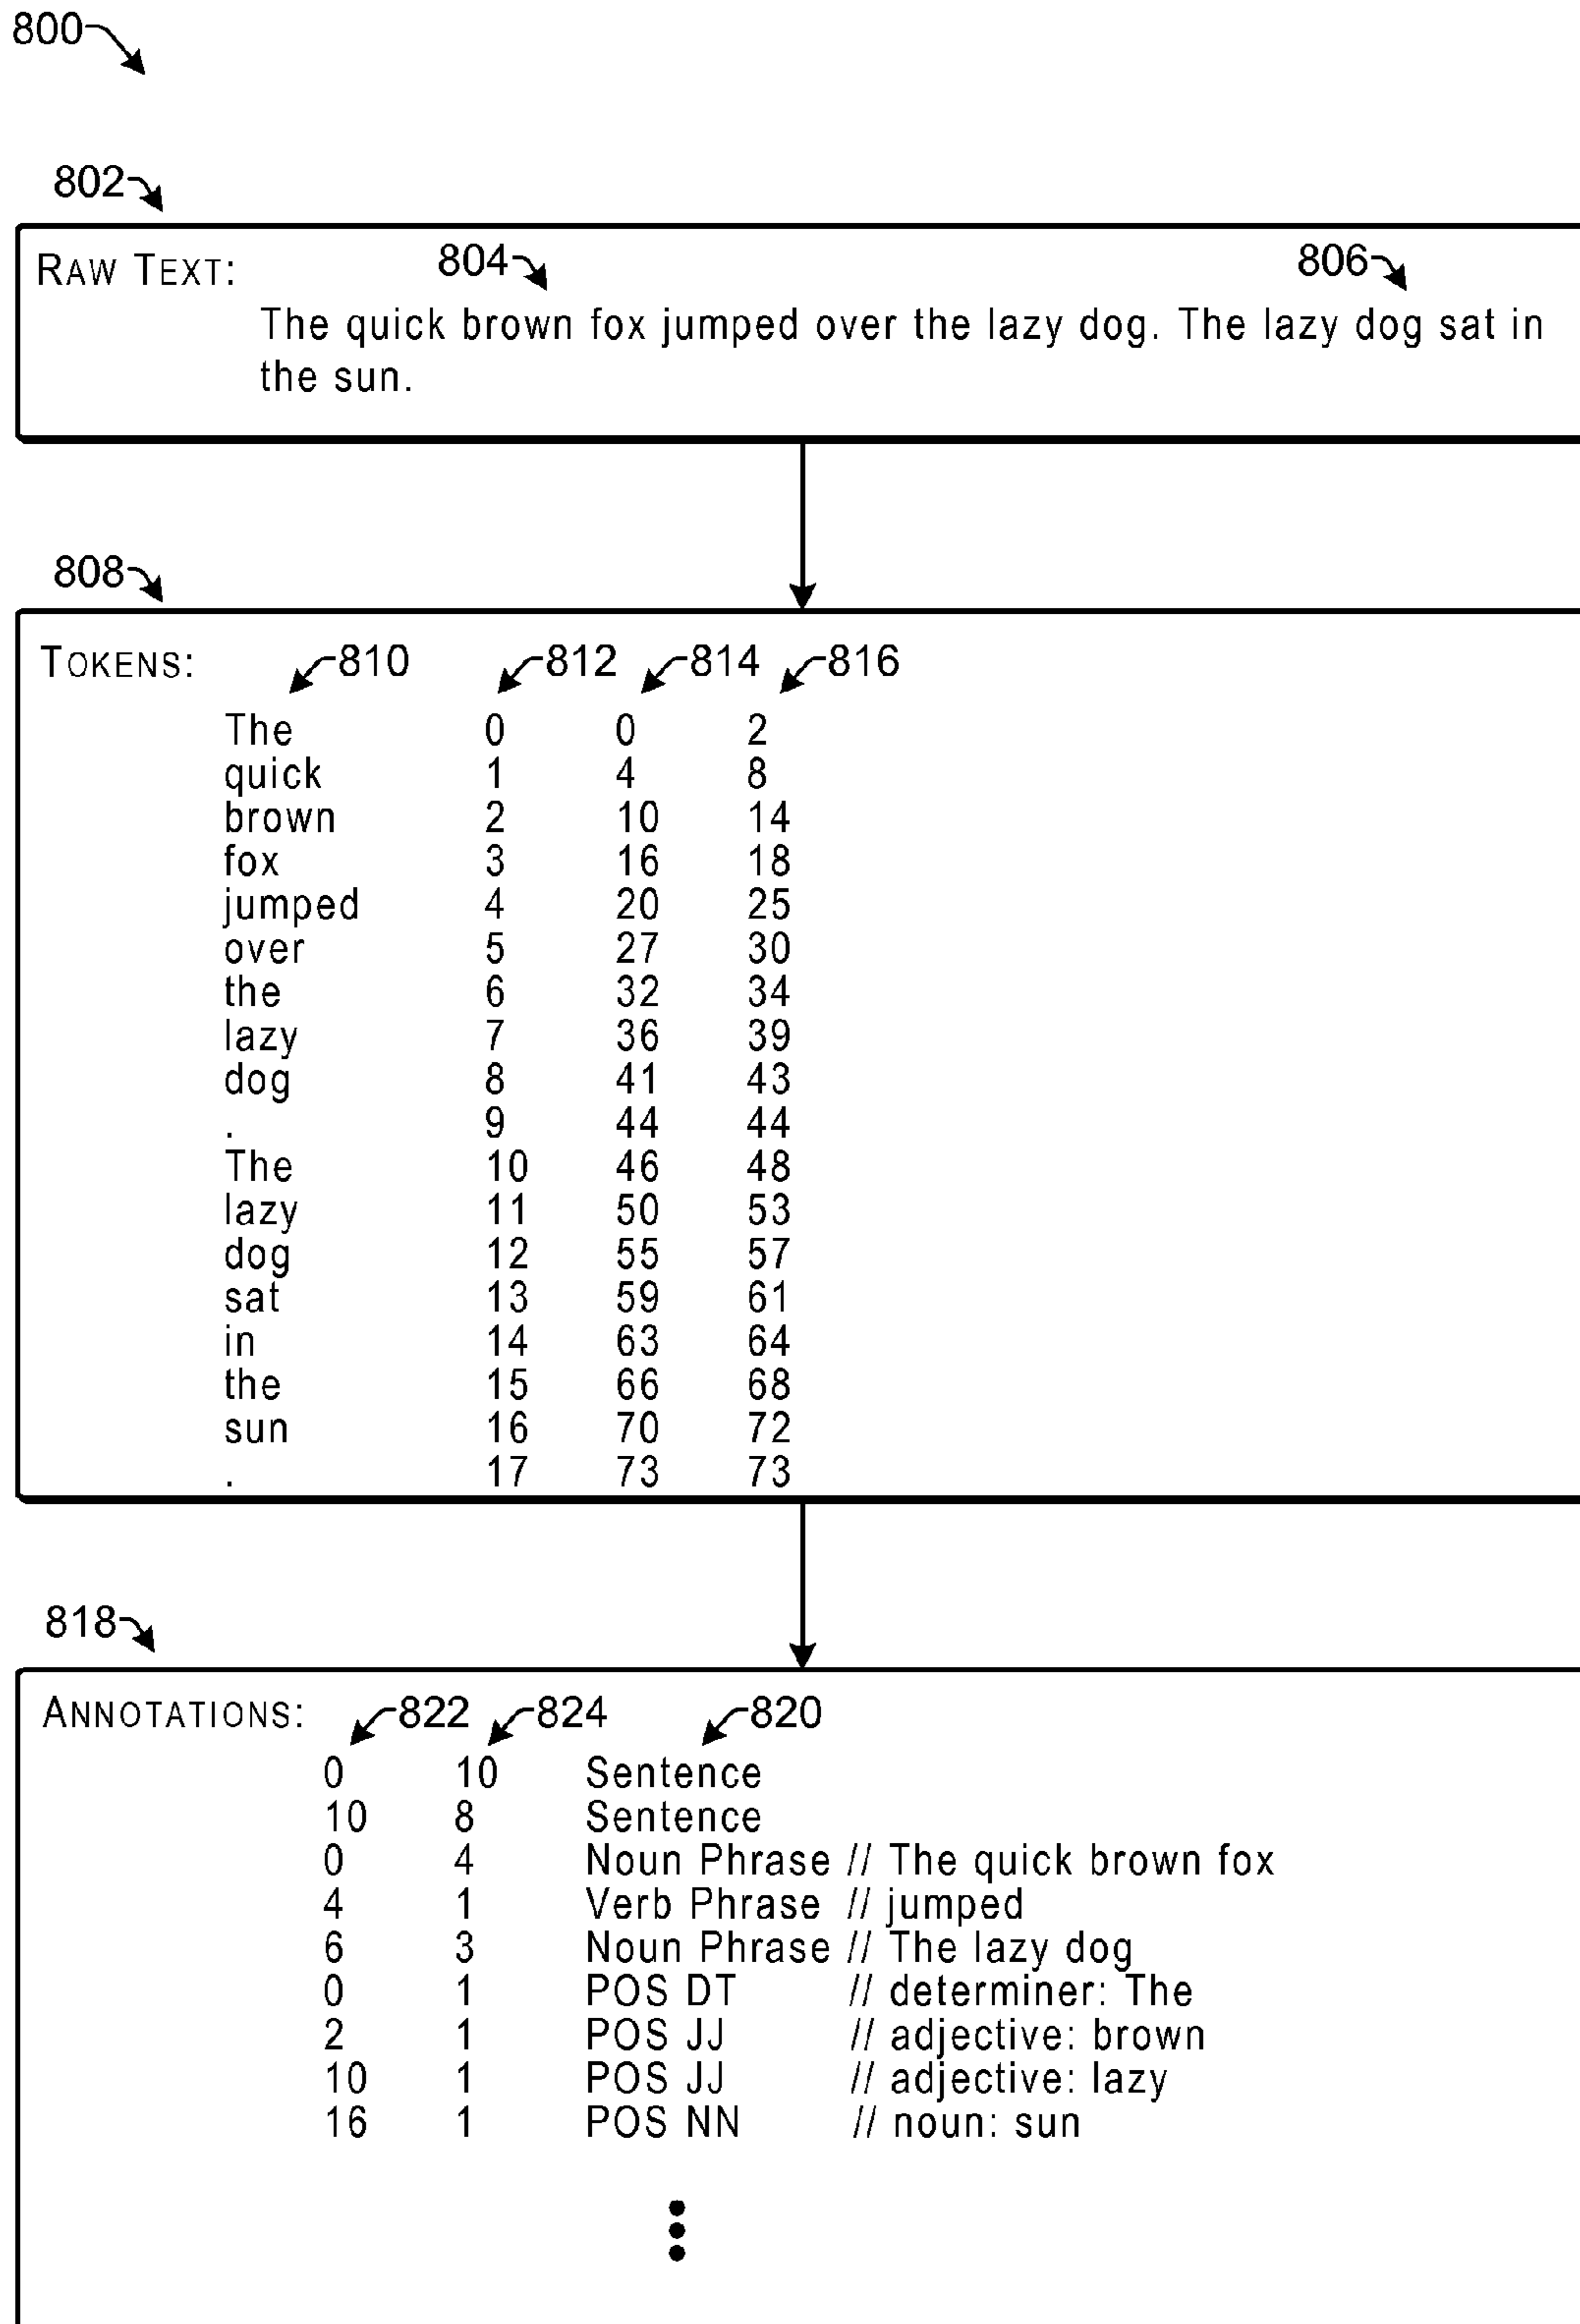 800
802
RAW TEXT: 804 806
The quick brown fox jumped over the lazy dog. The lazy dog sat in
the sun.
808
TOKENS: 810 812 814 816
The 0 0 2
quick 1 4 8
brown 2 10 14
fox 3 16 18
jumped 4 20 25
over 5 27 30
the 6 32 34
lazy 7 36 39
dog 8 41 43
. 9 44 44
The 10 46 48
lazy 11 50 53
dog 12 55 57
sat 13 59 61
in 14 63 64
the 15 66 68
sun 16 70 72
. 17 73 73
818
ANNOTATIONS: 822 824 820
0 10 Sentence
10 8 Sentence
0 4 Noun Phrase // The quick brown fox
4 1 Verb Phrase // jumped
6 3 Noun Phrase // The lazy dog
0 1 POS DT // determiner: The
2 1 POS JJ // adjective: brown
10 1 POS JJ // adjective: lazy
16 1 POS NN // noun: sun